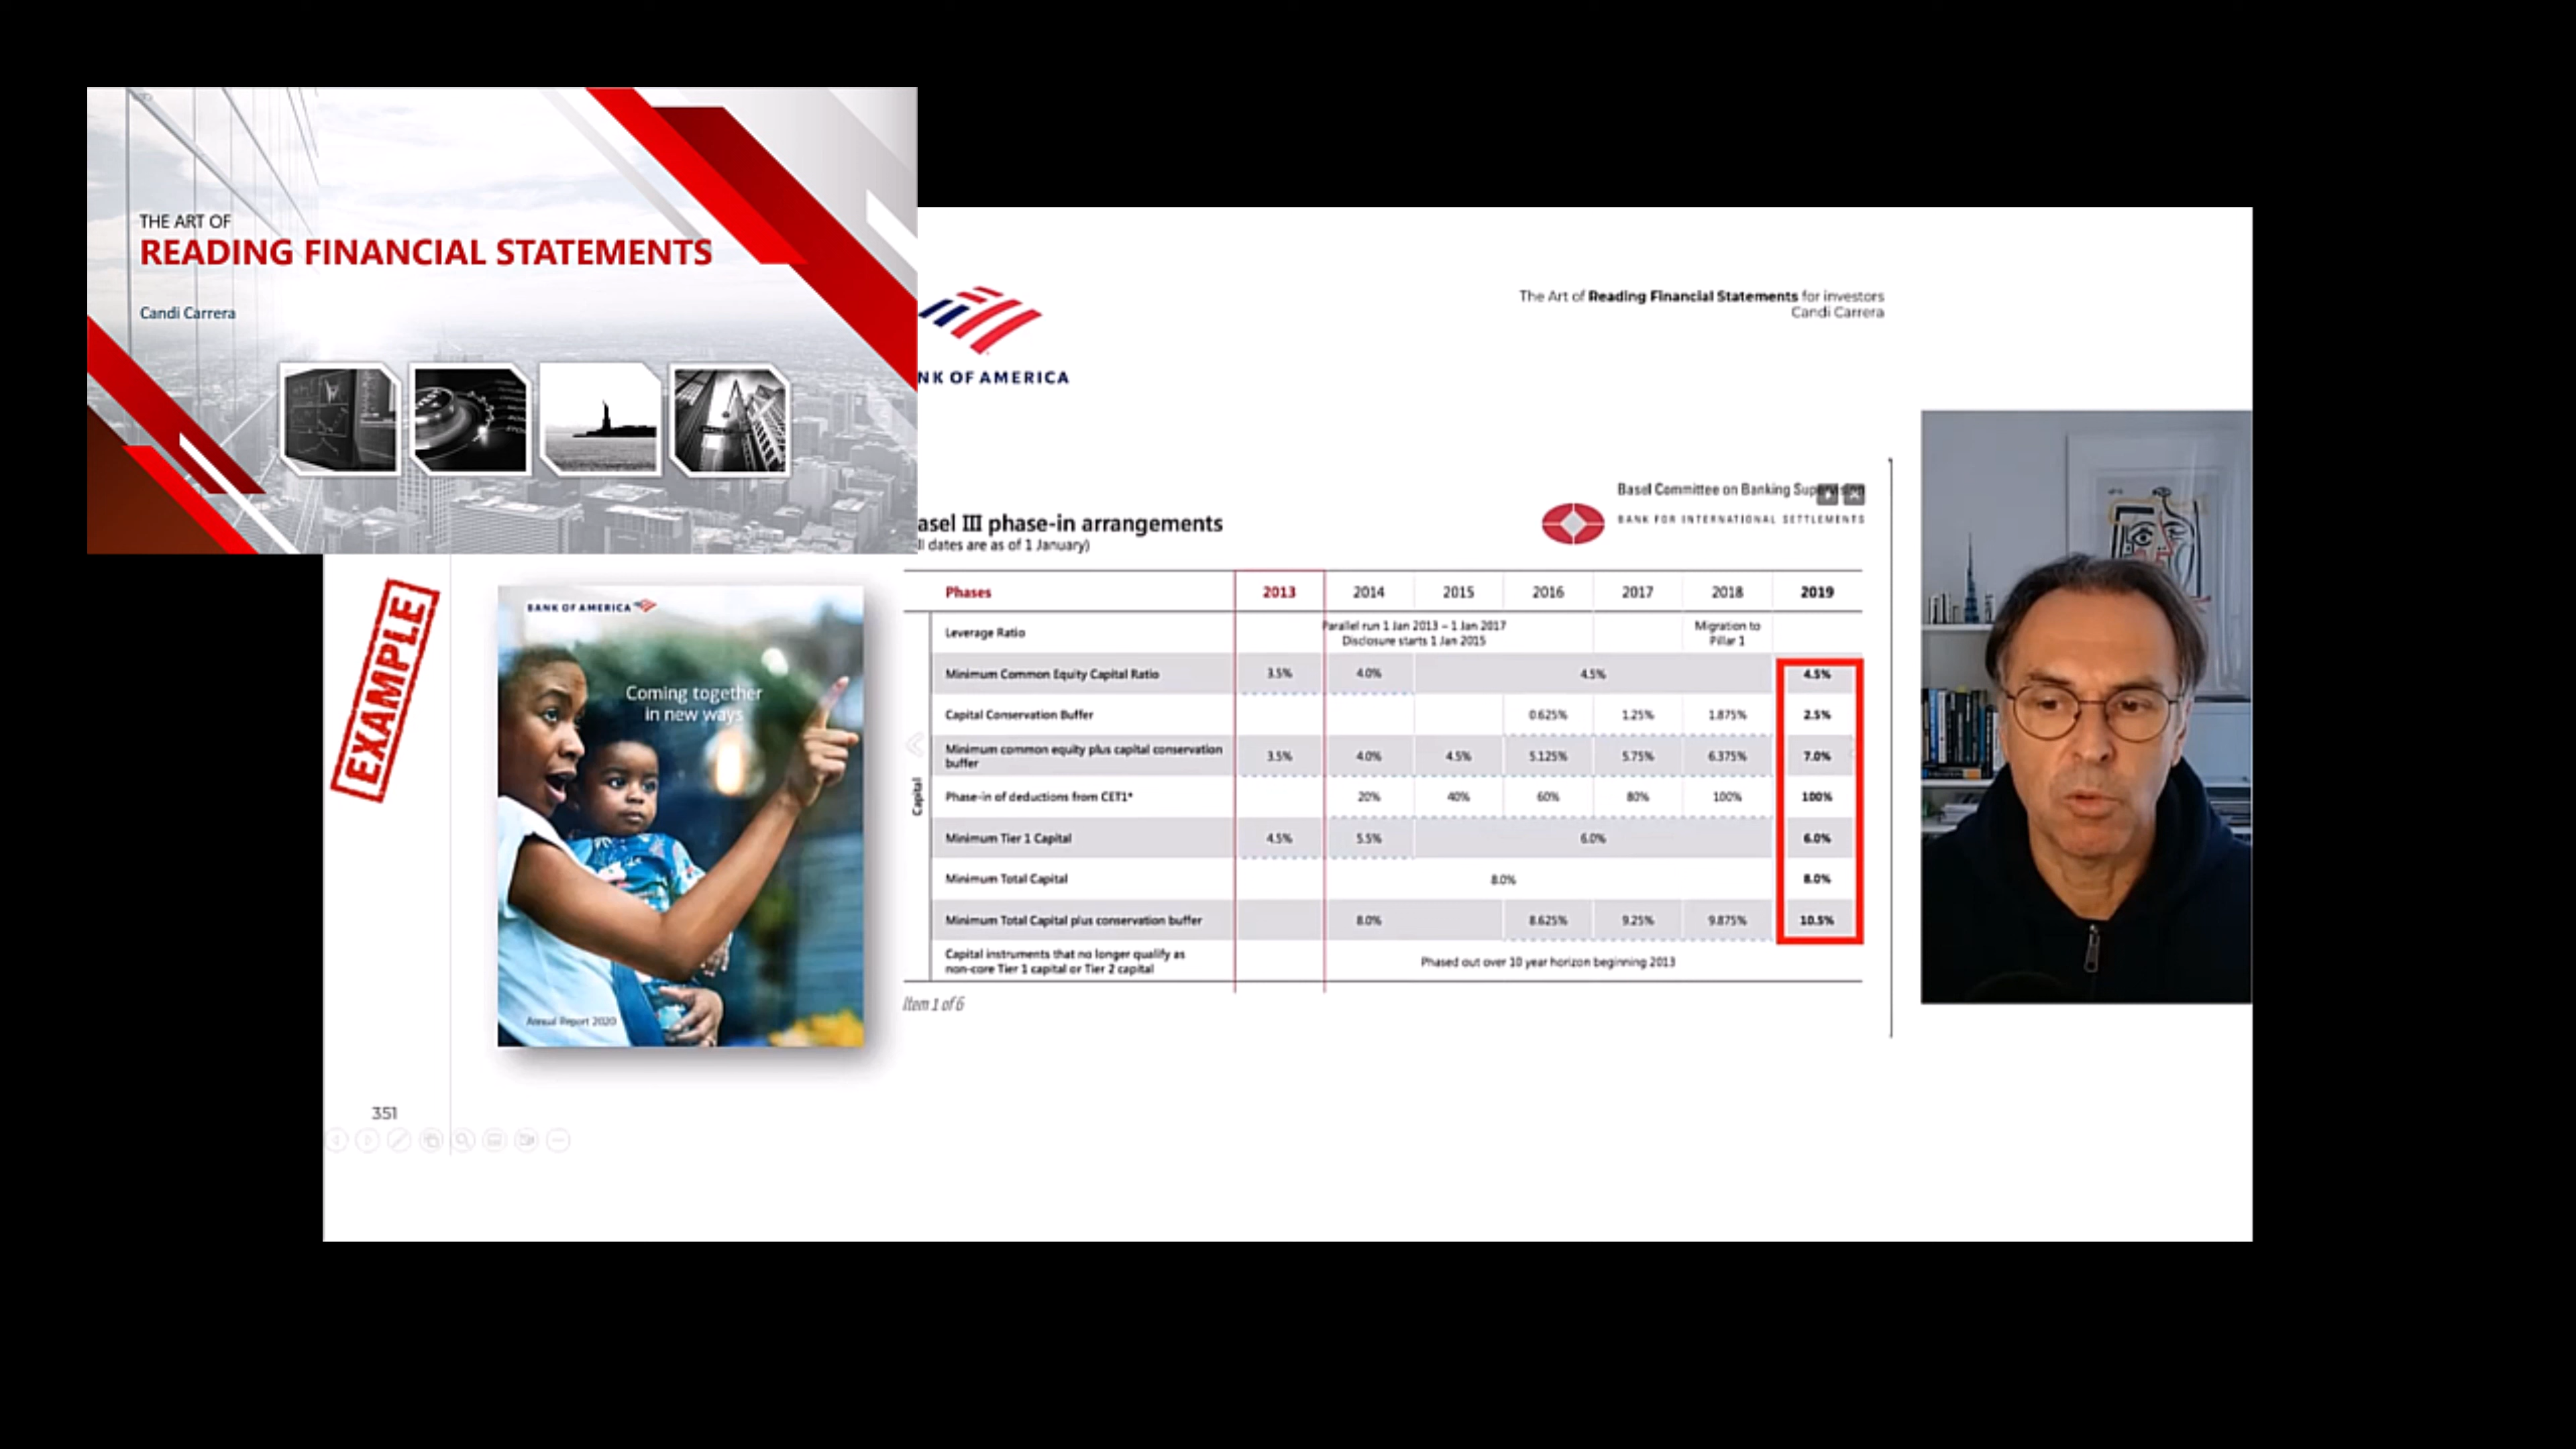 THE ART OF
READING FINANCIAL STATEMENTS
Candi Carrera
NK OF AMERICA
The Art of Reading Financial Statements for investors
Candi Carrera
Basel Committee on Banking Supervision
BANK FOR INTERNATIONAL SETTLEMENTS
asel III phase-in arrangements
ll dates are as of 1 January)
Phases 2013 2014 2015 2016 2017 2018 2019
Leverage Ratio Parallel run 1 Jan 2013 – 1 Jan 2017 Migration to
Disclosure starts 1 Jan 2015 Pillar 1
Minimum Common Equity Capital Ratio 3.5% 4.0% 4.5% 4.5%
Capital Conservation Buffer 0.625% 1.25% 1.875% 2.5%
Minimum common equity plus capital conservation
buffer 3.5% 4.0% 4.5% 5.125% 5.75% 6.375% 7.0%
Phase-in of deductions from CET1* 20% 40% 60% 80% 100% 100%
Minimum Tier 1 Capital 4.5% 5.5% 6.0% 6.0%
Minimum Total Capital 8.0% 8.0%
Minimum Total Capital plus conservation buffer 8.0% 8.625% 9.25% 9.875% 10.5%
Capital instruments that no longer qualify as
non-core Tier 1 capital or Tier 2 capital Phased out over 10 year horizon beginning 2013
Capital
Item 1 of 6
EXAMPLE
BANK OF AMERICA
Coming together
in new ways
Annual Report 2020
351